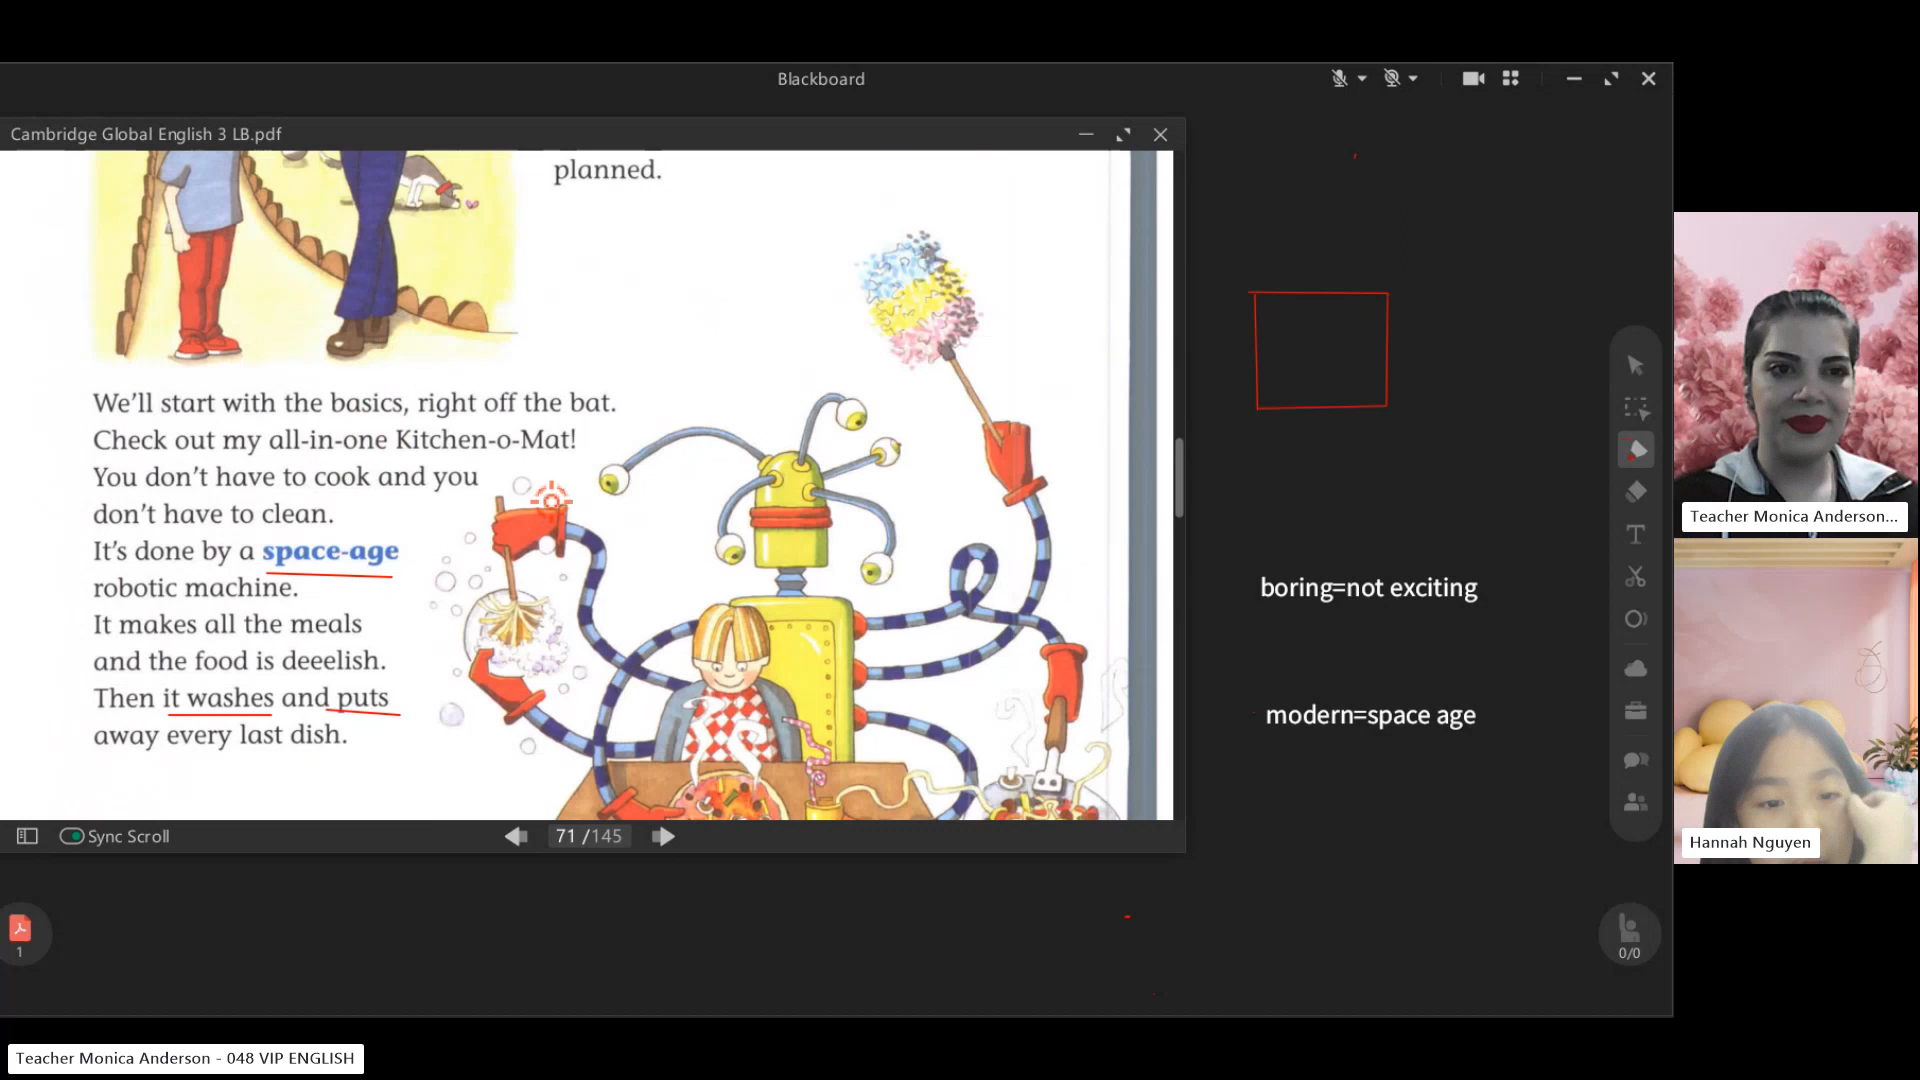 Blackboard
Cambridge Global English 3 LB.pdf
planned.
We'll start with the basics, right off the bat.
Check out my all-in-one Kitchen-o-Mat!
You don't have to cook and you
don't have to clean.
It's done by a space-age
robotic machine.
It makes all the meals
and the food is deeelish.
Then it washes and puts
away every last dish.
Sync Scroll
71 /145
boring=not exciting
modern=space age
Teacher Monica Anderson...
Hannah Nguyen
1
0/0
Teacher Monica Anderson - 048 VIP ENGLISH